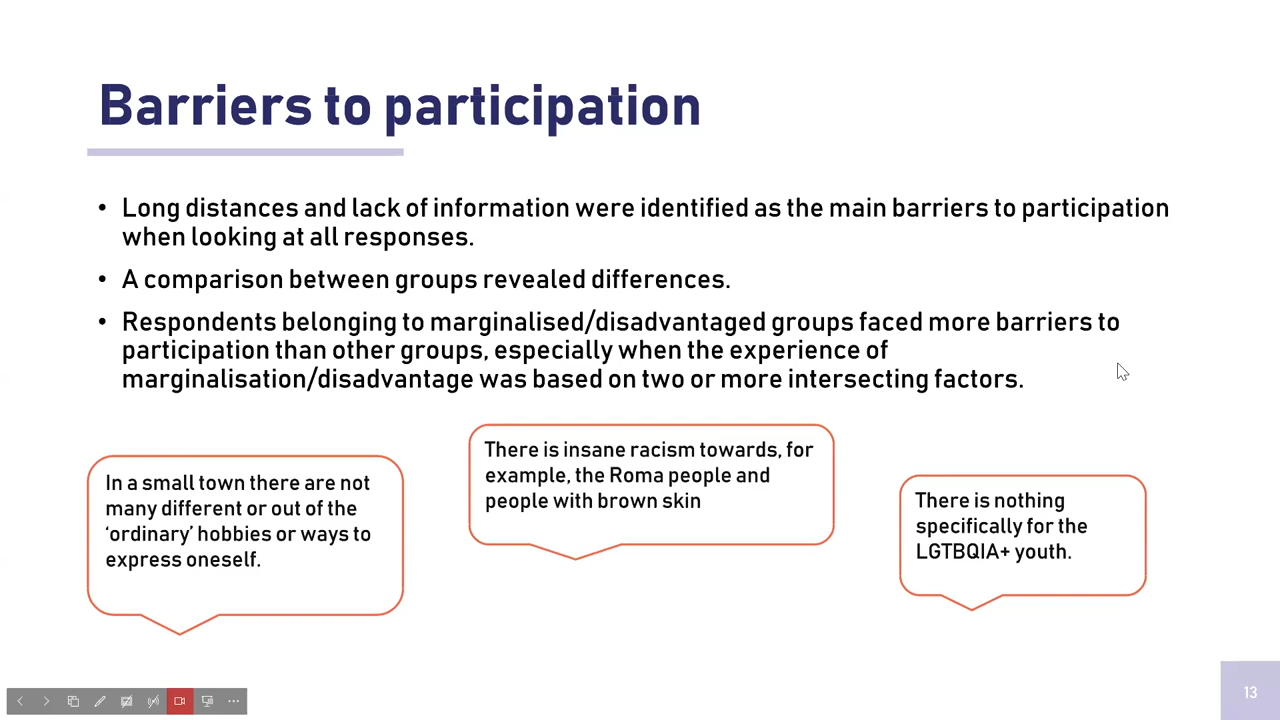 Barriers to participation
• Long distances and lack of information were identified as the main barriers to participation
when looking at all responses.
• A comparison between groups revealed differences.
• Respondents belonging to marginalised/disadvantaged groups faced more barriers to
participation than other groups, especially when the experience of
marginalisation/disadvantage was based on two or more intersecting factors.
In a small town there are not
many different or out of the
‘ordinary’ hobbies or ways to
express oneself.
There is insane racism towards, for
example, the Roma people and
people with brown skin
There is nothing
specifically for the
LGTBQIA+ youth.
13